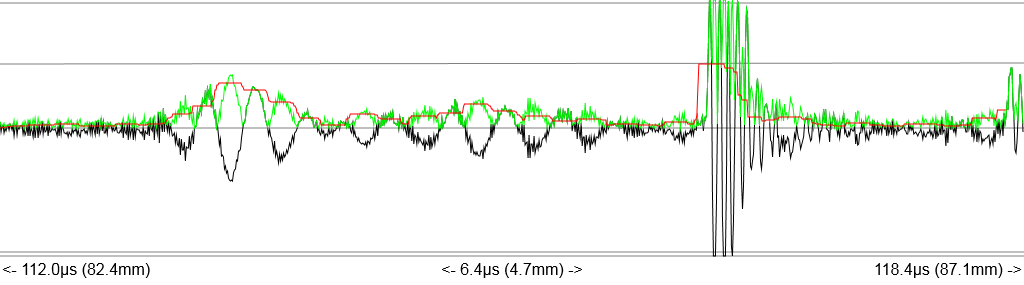 <- 112.0µs (82.4mm) <- 6.4µs (4.7mm) -> 118.4µs (87.1mm) ->